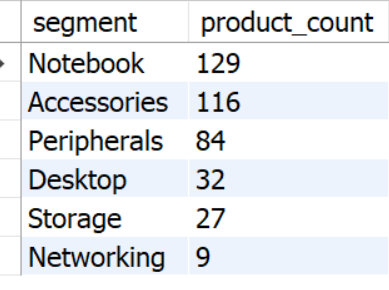 segment product_count
Notebook 129
Accessories 116
Peripherals 84
Desktop 32
Storage 27
Networking 9